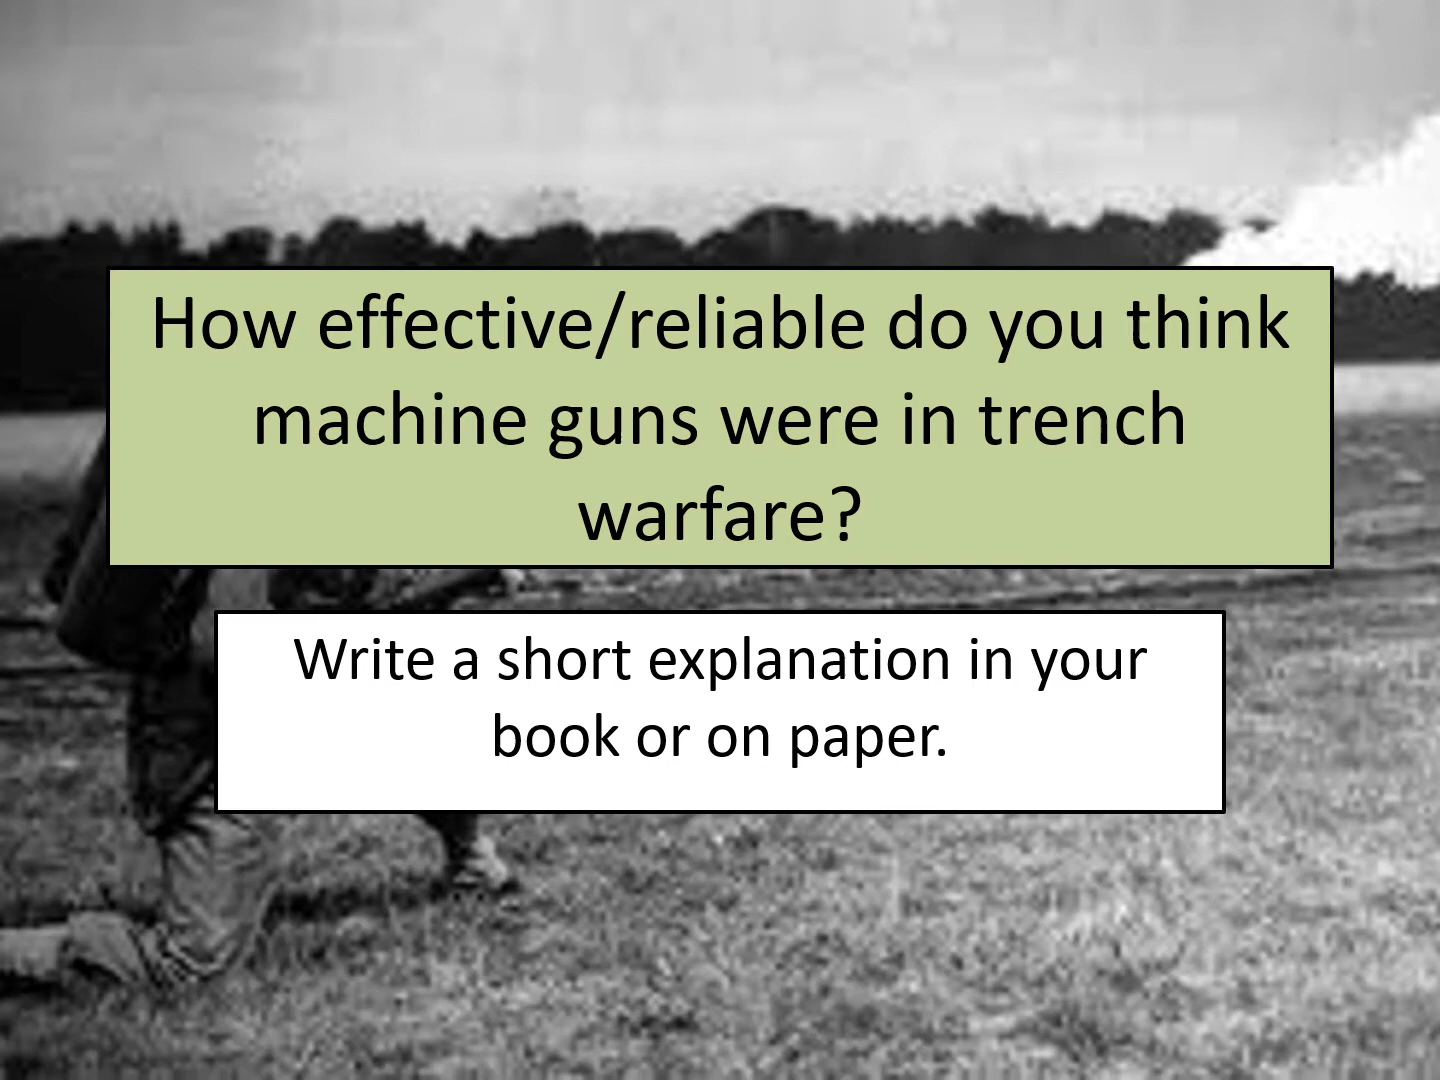 How effective/reliable do you think
machine guns were in trench
warfare?
Write a short explanation in your
book or on paper.